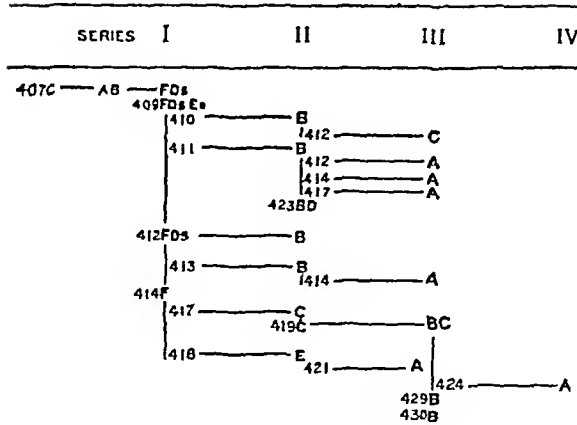 SERIES I II III IV
407C AB FDs
409FDs Es
410 B
412 C
411 B
412 A
414 A
417 A
423BD
412FDs B
413 B
414 A
414F
417 C
419C BC
418 E
421 A
424 A
429B
430B